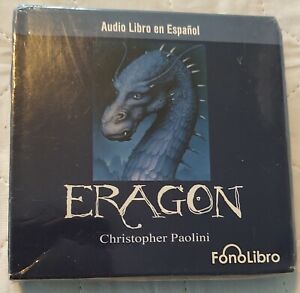 Audio Libro en Español
ERAGON
Christopher Paolini
FonoLibro